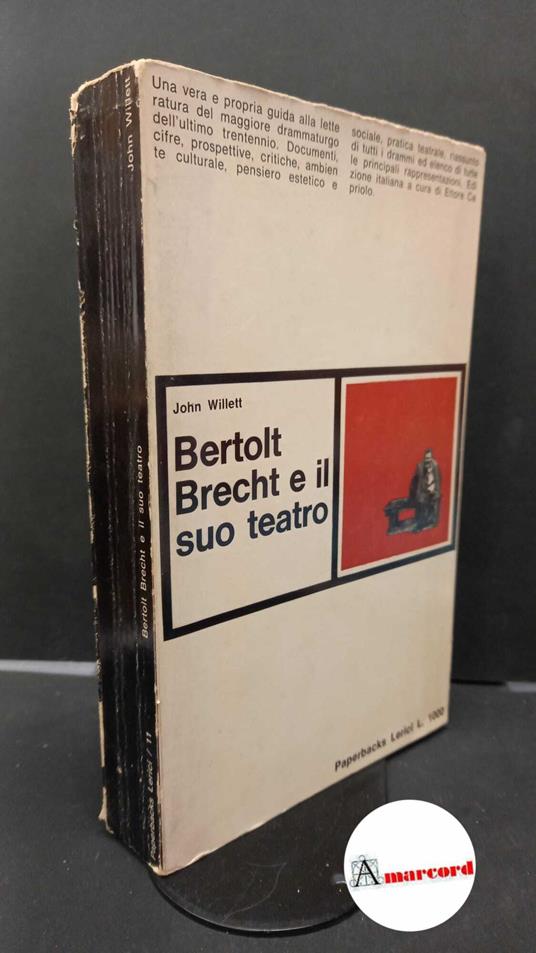 Una vera e propria guida alla lette
ratura del maggiore drammaturgo
dell'ultimo trentennio. Documenti,
cifre, prospettive, critiche, ambien
te culturale, pensiero estetico e
sociale, pratica teatrale, riassunto
di tutti i drammi ed elenco di tutte
le principali rappresentazioni. Edi
zione italiana a cura di Ettore Ca
priolo.
John Willett
Bertolt
Brecht e il
suo teatro
Paperbacks Lerici L. 1000
John Willett
Bertolt Brecht e il suo teatro
Paperbacks Lerici / 11
Amarcord